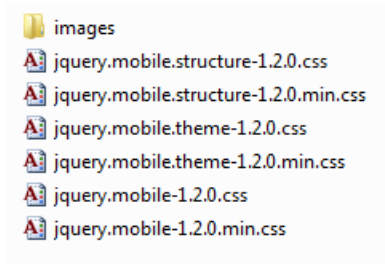 images
jquery.mobile.structure-1.2.0.css
jquery.mobile.structure-1.2.0.min.css
jquery.mobile.theme-1.2.0.css
jquery.mobile.theme-1.2.0.min.css
jquery.mobile-1.2.0.css
jquery.mobile-1.2.0.min.css